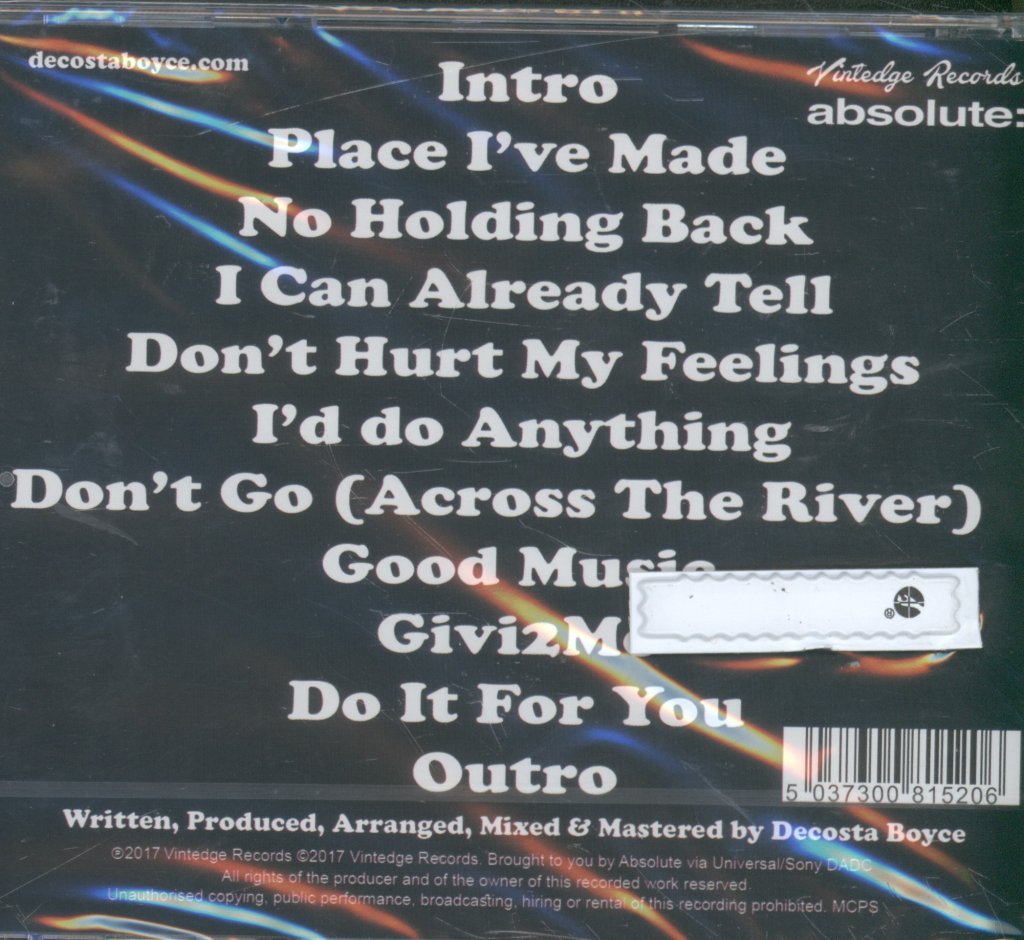 decostaboyce.com
Vintedge Records
absolute:
Intro
Place I've Made
No Holding Back
I Can Already Tell
Don't Hurt My Feelings
I'd do Anything
Don't Go (Across The River)
Good Music
Givi2M
Do It For You
Outro
5 037300 815206
Written, Produced, Arranged, Mixed & Mastered by Decosta Boyce
℗2017 Vintedge Records ©2017 Vintedge Records. Brought to you by Absolute via Universal/Sony DADC
All rights of the producer and of the owner of this recorded work reserved.
Unauthorised copying, public performance, broadcasting, hiring or rental of this recording prohibited. MCPS